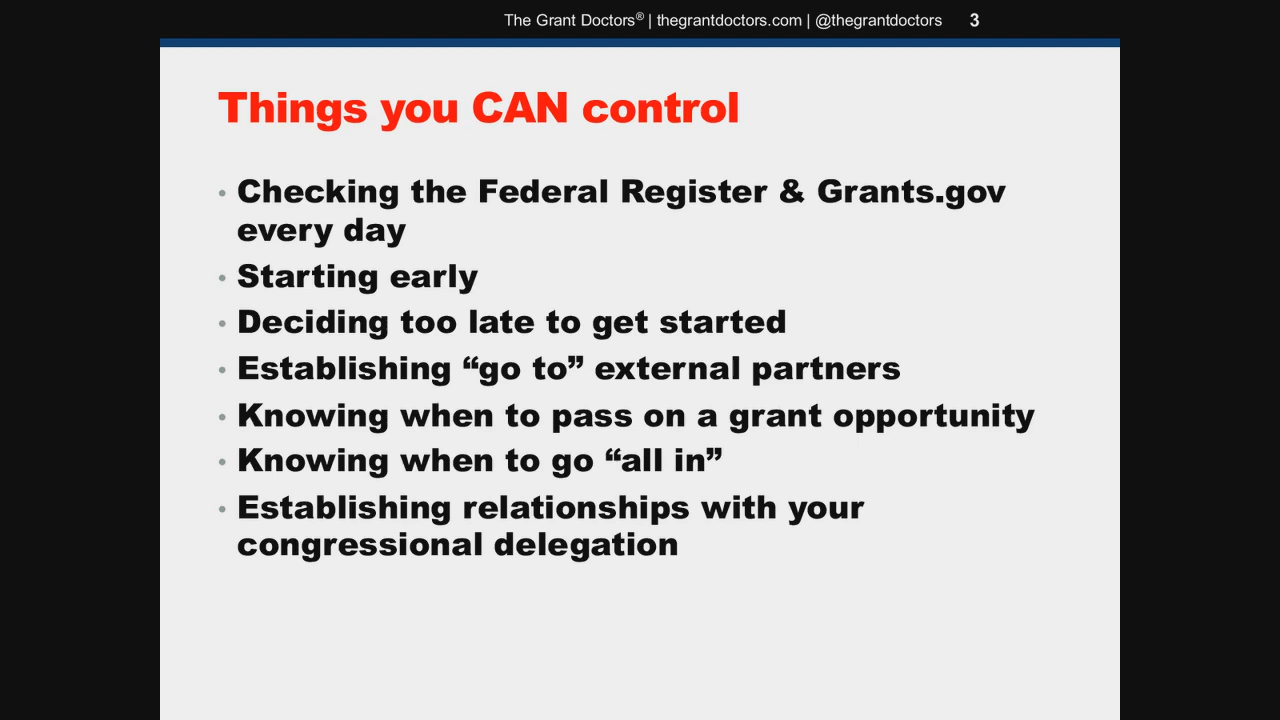 The Grant Doctors® | thegrantdoctors.com | @thegrantdoctors 3
Things you CAN control
• Checking the Federal Register & Grants.gov
every day
• Starting early
• Deciding too late to get started
• Establishing “go to” external partners
• Knowing when to pass on a grant opportunity
• Knowing when to go “all in”
• Establishing relationships with your
congressional delegation